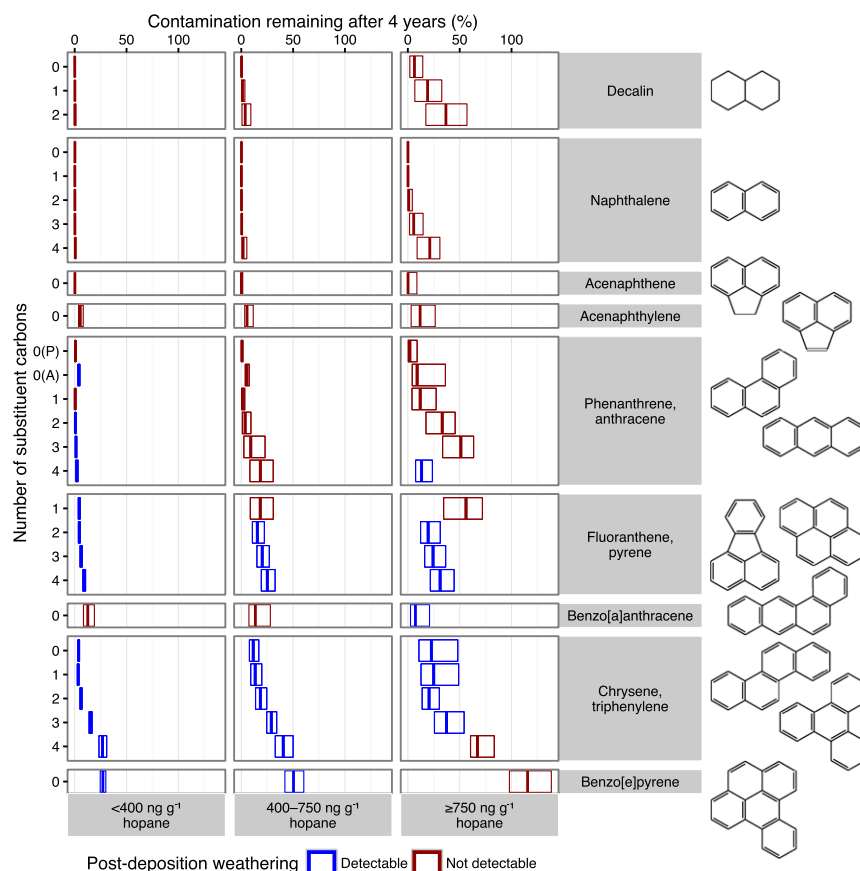 Contamination remaining after 4 years (%)
0 50 100 0 50 100 0 50 100
Number of substituent carbons
0
1
2
Decalin
0
1
2
3
4
Naphthalene
0
Acenaphthene
0
Acenaphthylene
0(P)
0(A)
1
2
3
4
Phenanthrene,
anthracene
1
2
3
4
Fluoranthene,
pyrene
0
Benzo[a]anthracene
0
1
2
3
4
Chrysene,
triphenylene
0
Benzo[e]pyrene
<400 ng g⁻¹
hopane
400–750 ng g⁻¹
hopane
≥750 ng g⁻¹
hopane
Post-deposition weathering Detectable Not detectable